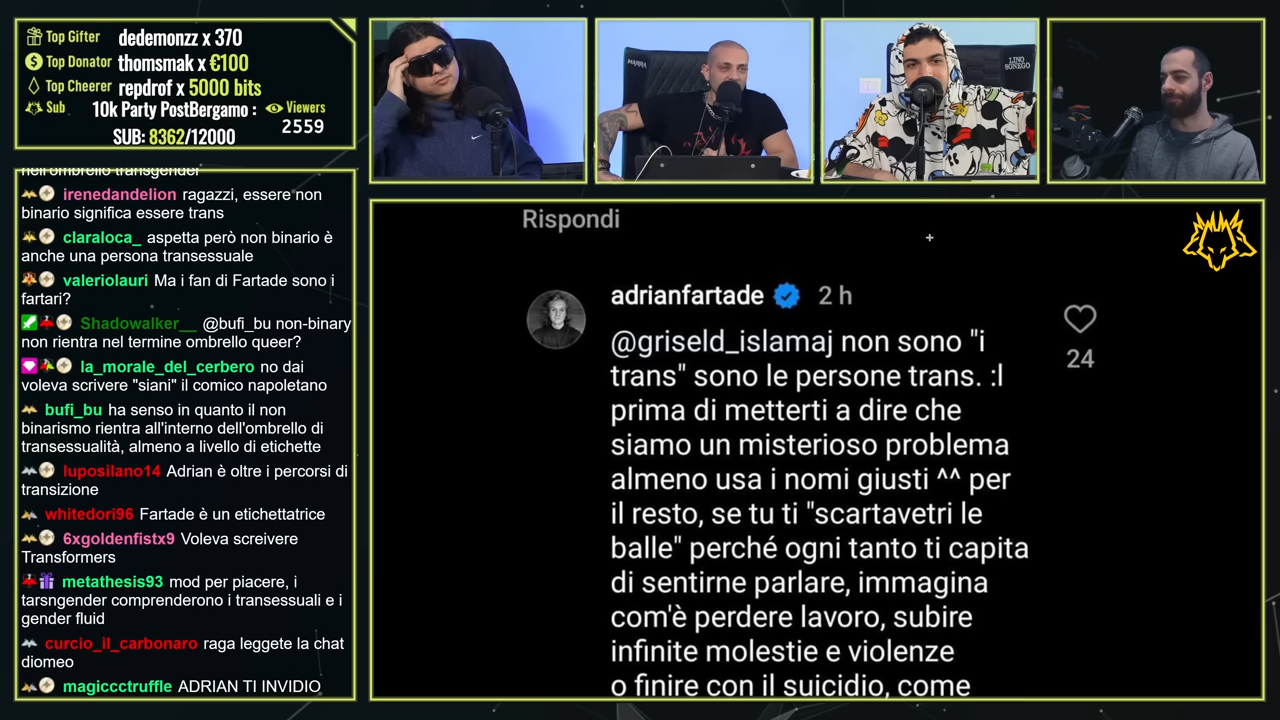 Top Gifter dedemonzz x 370
Top Donator thomsmak x €100
Top Cheerer repdrof x 5000 bits
Sub 10k Party PostBergamo : Viewers
2559
SUB: 8362/12000
LINO
SONEGO
nell'ombrello transgender
irenedandelion ragazzi, essere non
binario significa essere trans
claraloca_ aspetta però non binario è
anche una persona transessuale
valeriolauri Ma i fan di Fartade sono i
fartari?
Shadowalker__ @bufi_bu non-binary
non rientra nel termine ombrello queer?
la_morale_del_cerbero no dai
voleva scrivere "siani" il comico napoletano
bufi_bu ha senso in quanto il non
binarismo rientra all'interno dell'ombrello di
transessualità, almeno a livello di etichette
luposilano14 Adrian è oltre i percorsi di
transizione
whitedori96 Fartade è un etichettatrice
6xgoldenfistx9 Voleva screivere
Transformers
metathesis93 mod per piacere, i
tarsngender comprenderono i transessuali e i
gender fluid
curcio_il_carbonaro raga leggete la chat
diomeo
magiccctruffle ADRIAN TI INVIDIO
Rispondi
adrianfartade 2 h
@griseld_islamaj non sono "i
trans" sono le persone trans. :l
prima di metterti a dire che
siamo un misterioso problema
almeno usa i nomi giusti ^^ per
il resto, se tu ti "scartavetri le
balle" perché ogni tanto ti capita
di sentirne parlare, immagina
com'è perdere lavoro, subire
infinite molestie e violenze
o finire con il suicidio, come
24